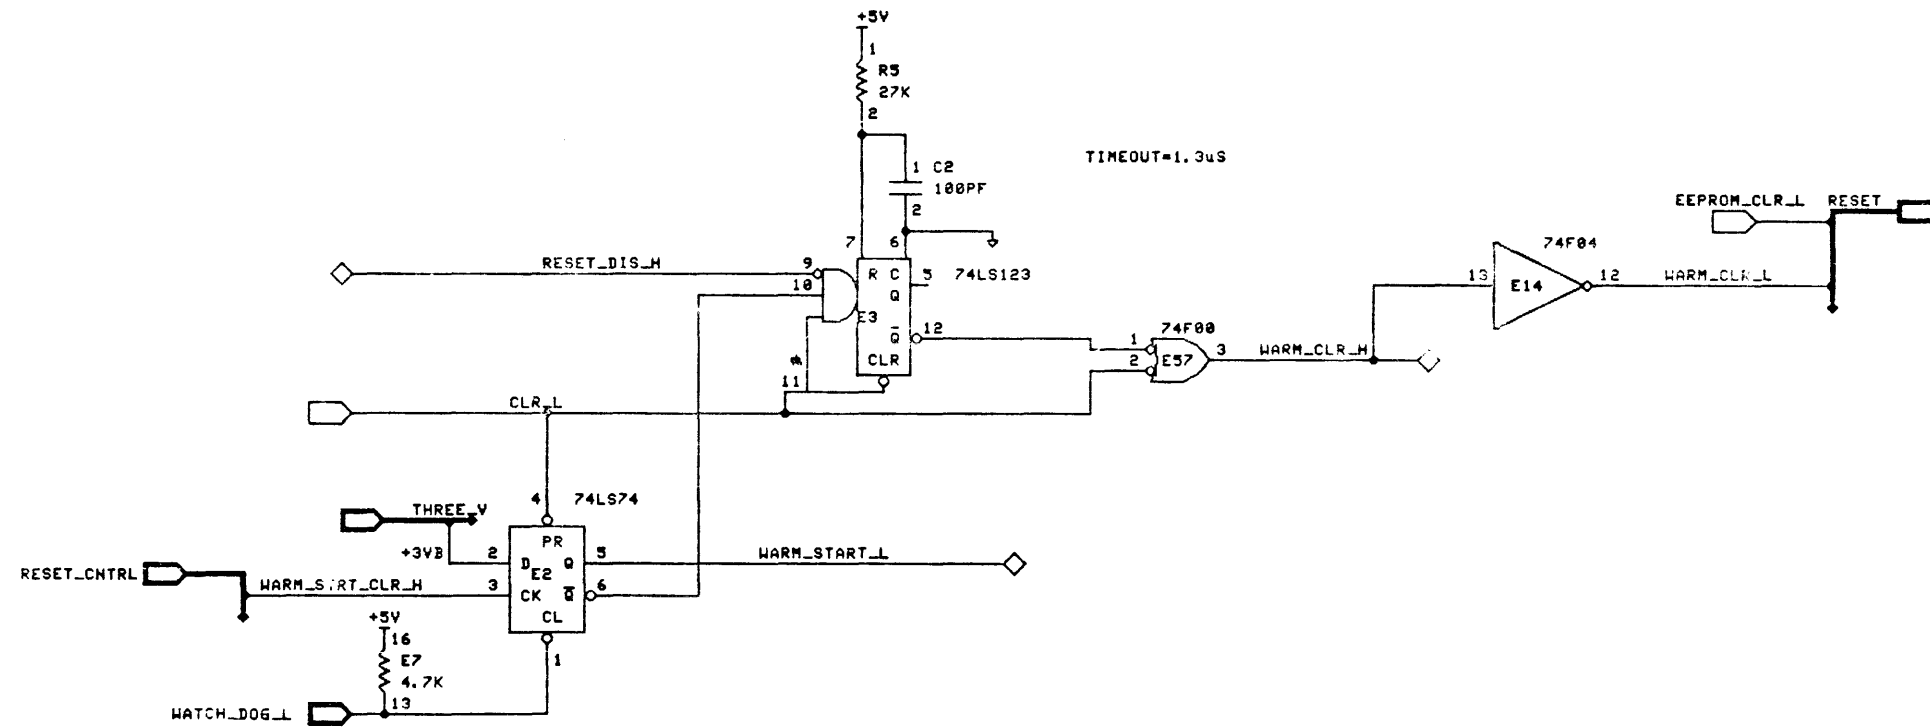 +5V
1
R5
27K
2
TIMEOUT=1.3uS
1 C2
100PF
2
EEPROM_CLR_L RESET
7 6
74F04
RESET_DIS_H 9
R C 5 74LS123
13 E14 12 WARM_CLR_L
10
Q
E3
Q 12
74F00
1
WARM_CLR_H
CLR
2 E57 3
*
11
CLR_L
4 74LS74
THREE_V
PR
+3VB 2 D Q 5 WARM_START_L
E2
RESET_CNTRL
3 CK Q 6
CL
+5V
16
1
E7
4.7K
13
WATCH_DOG_L